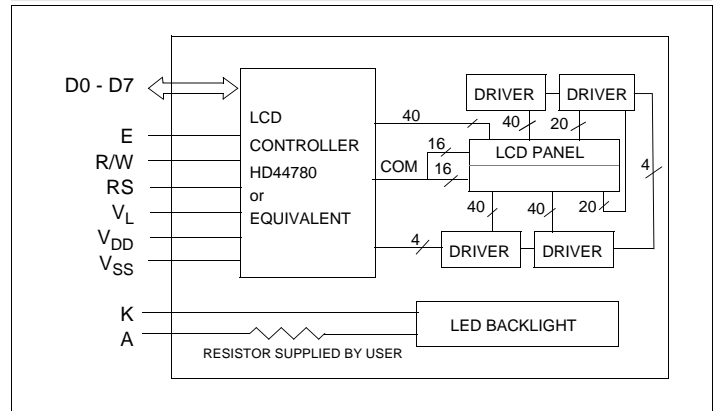 D0 - D7
E
R/W
RS
VL
VDD
VSS
K
A
LCD
CONTROLLER
HD44780
or
EQUIVALENT
40
16
COM
16
4
DRIVER DRIVER
40 20
LCD PANEL
4
40 40 20
DRIVER DRIVER
LED BACKLIGHT
RESISTOR SUPPLIED BY USER